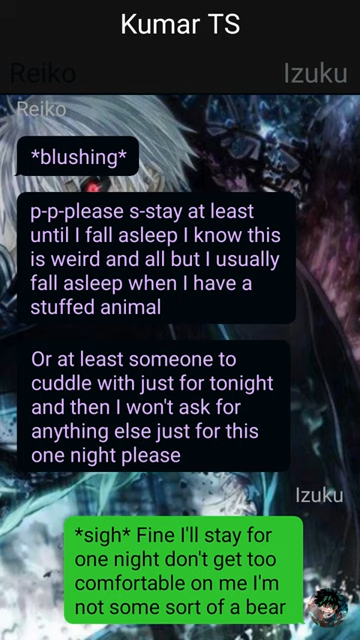 Kumar TS
Reiko Izuku
Reiko
*blushing*
p-p-please s-stay at least
until I fall asleep I know this
is weird and all but I usually
fall asleep when I have a
stuffed animal
Or at least someone to
cuddle with just for tonight
and then I won't ask for
anything else just for this
one night please
Izuku
*sigh* Fine I'll stay for
one night don't get too
comfortable on me I'm
not some sort of a bear